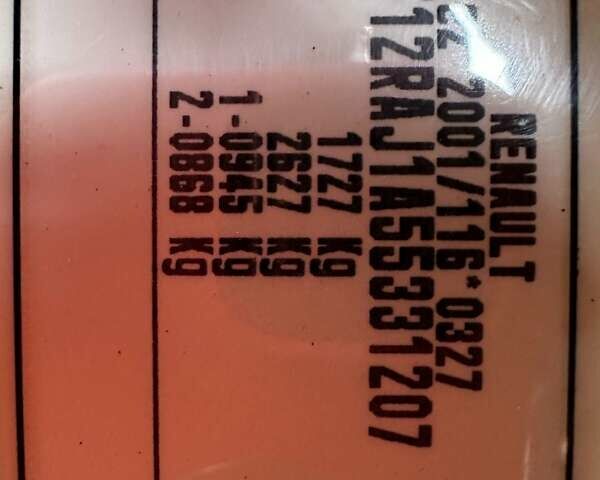 RENAULT
e2*2001/116*0327
12RAJ1A55331207
1727 Kg
2627 Kg
1-0945 Kg
2-0868 Kg